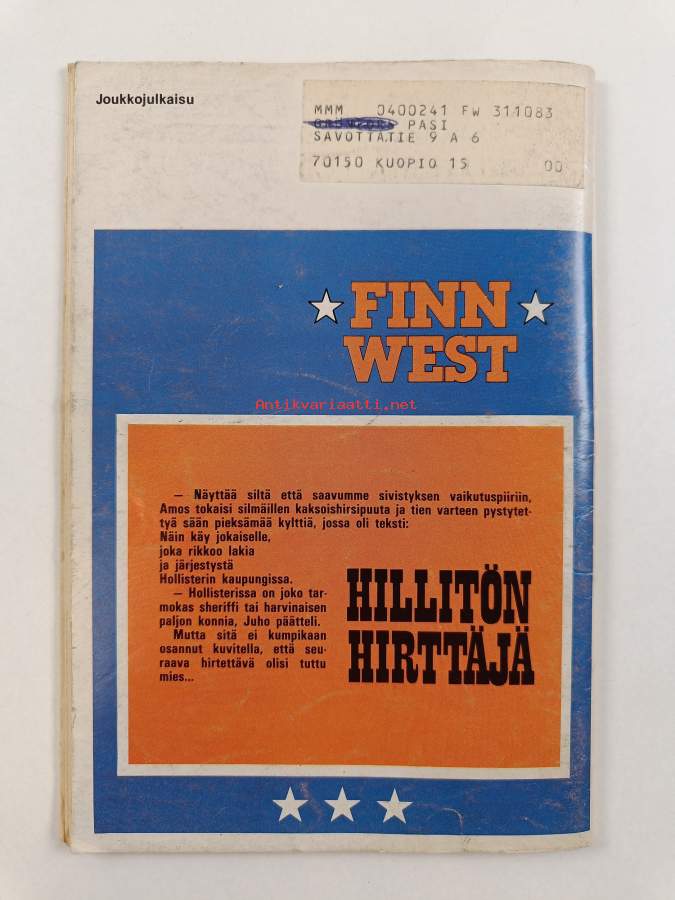 Joukkojulkaisu
MMM 0400241 FW 311083
PASI
SAVOTTATIE 9 A 6
70150 KUOPIO 15 00
FINN
WEST
Antikvariaatti.net
— Näyttää siltä että saavumme sivistyksen vaikutuspiiriin,
Amos tokaisi silmäillen kaksoishirsipuuta ja tien varteen pystytet-
tyä sään pieksämää kylttiä, jossa oli teksti:
Näin käy jokaiselle,
joka rikkoo lakia
ja järjestystä
Hollisterin kaupungissa.
— Hollisterissa on joko tar-
mokas sheriffi tai harvinaisen
paljon konnia, Juho päätteli.
Mutta sitä ei kumpikaan
osannut kuvitella, että seu-
raava hirtettävä olisi tuttu
mies...
HILLITÖN
HIRTTÄJÄ